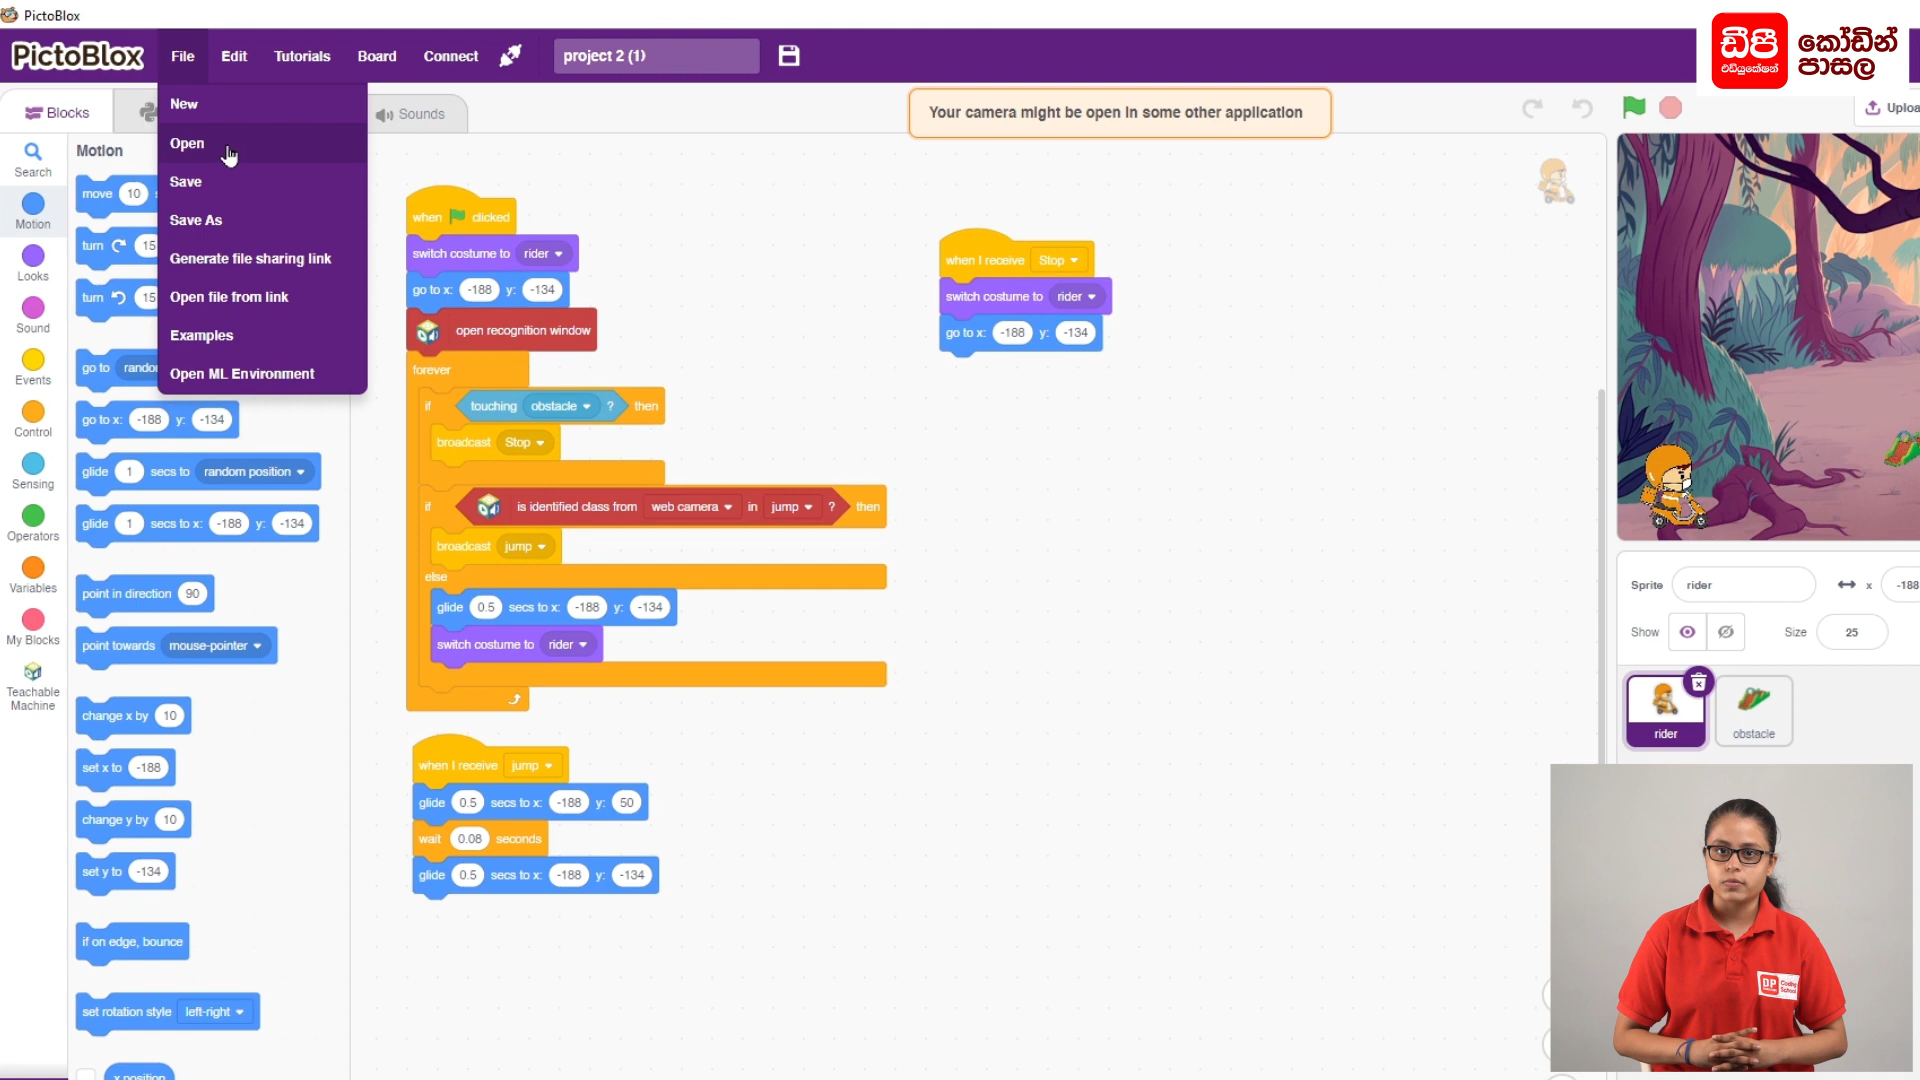 PictoBlox
PictoBlox
File
Edit
Tutorials
Board
Connect
project 2 (1)
ඩීපී
එඩියුකේෂන්
කෝඩින්
පාසල
New
Open
Save
Save As
Generate file sharing link
Open file from link
Examples
Open ML Environment
Blocks
Sounds
Your camera might be open in some other application
Search
Motion
Looks
Sound
Events
Control
Sensing
Operators
Variables
My Blocks
Teachable
Machine
Motion
move 10
turn 15
turn 15
go to
go to x: -188 y: -134
glide 1 secs to random position
glide 1 secs to x: -188 y: -134
point in direction 90
point towards mouse-pointer
change x by 10
set x to -188
change y by 10
set y to -134
if on edge, bounce
set rotation style left-right
x position
when clicked
switch costume to rider
go to x: -188 y: -134
open recognition window
forever
if touching obstacle ? then
broadcast Stop
if is identified class from web camera in jump ? then
broadcast jump
else
glide 0.5 secs to x: -188 y: -134
switch costume to rider
when I receive jump
glide 0.5 secs to x: -188 y: 50
wait 0.08 seconds
glide 0.5 secs to x: -188 y: -134
when I receive Stop
switch costume to rider
go to x: -188 y: -134
Sprite rider x -188
Show Size 25
rider
obstacle
DP
Coding
School